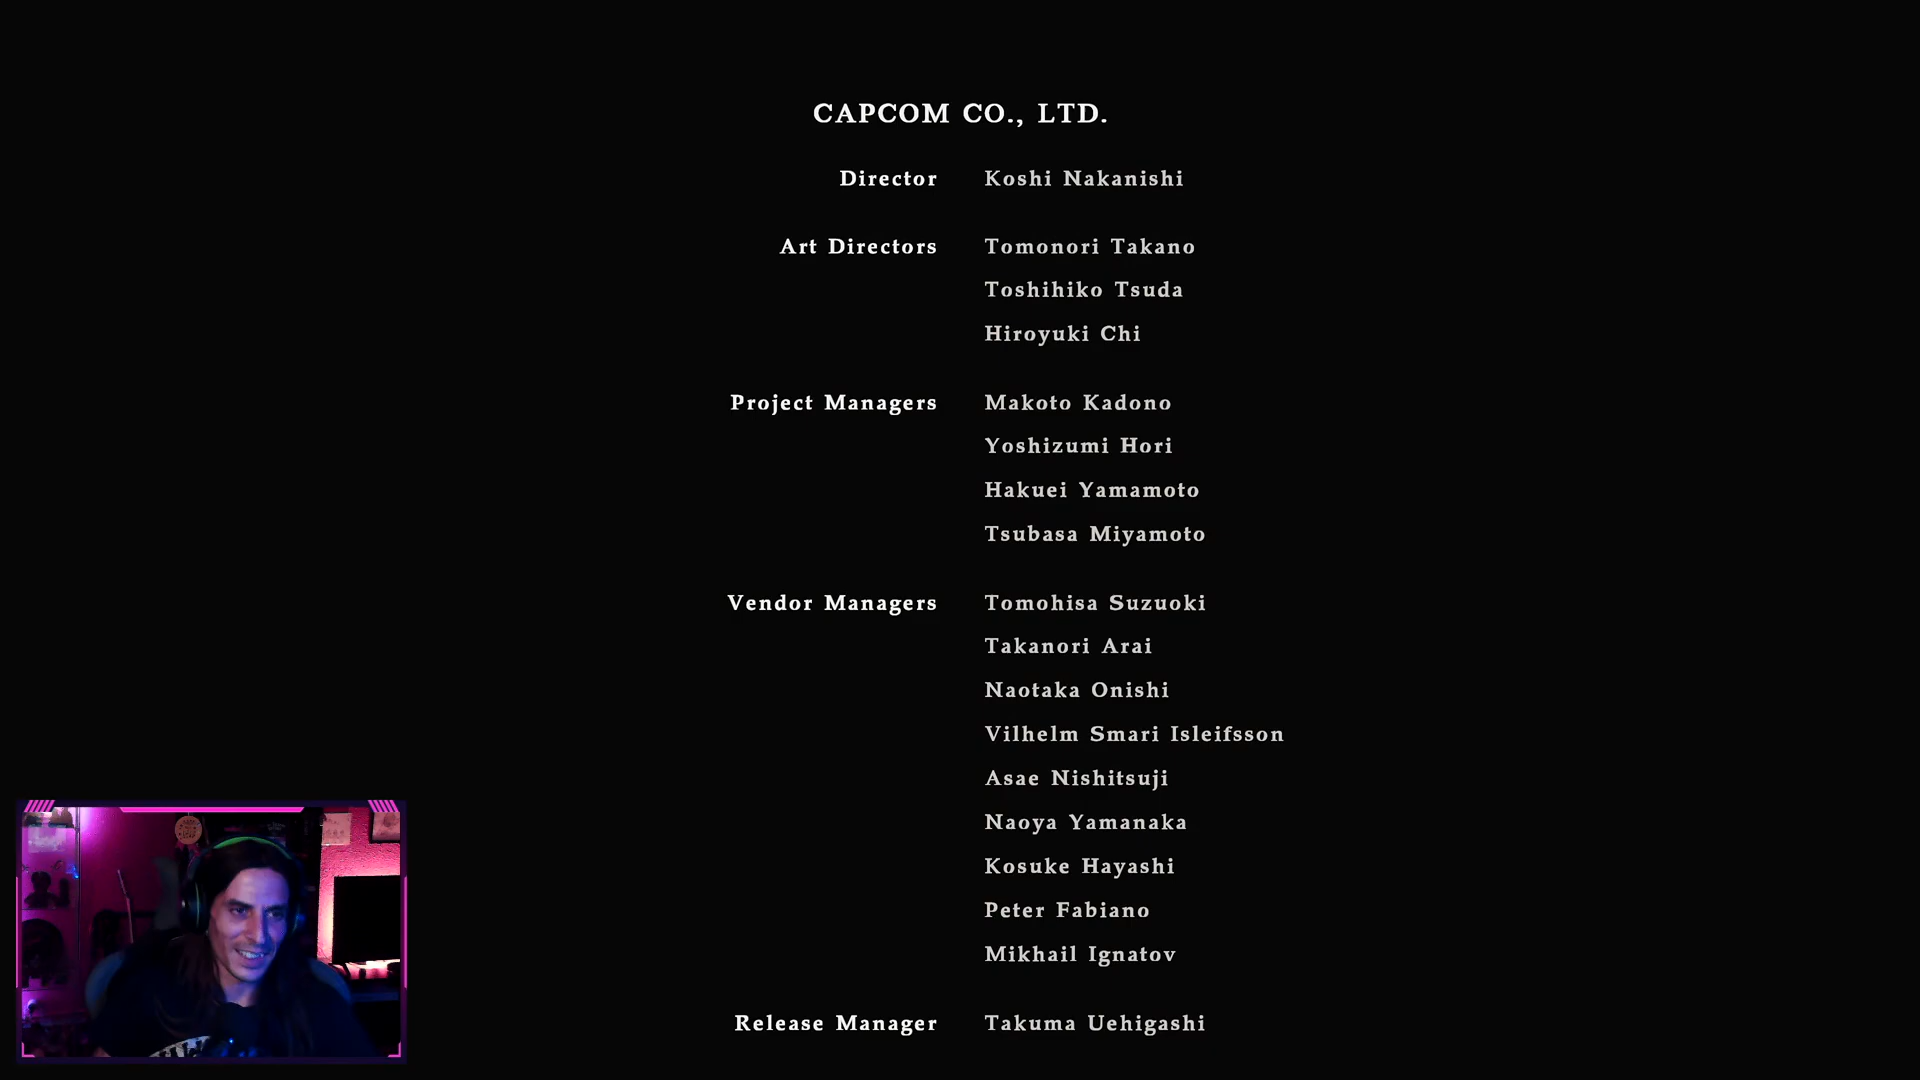 CAPCOM CO., LTD.
Director Koshi Nakanishi
Art Directors Tomonori Takano
Toshihiko Tsuda
Hiroyuki Chi
Project Managers Makoto Kadono
Yoshizumi Hori
Hakuei Yamamoto
Tsubasa Miyamoto
Vendor Managers Tomohisa Suzuoki
Takanori Arai
Naotaka Onishi
Vilhelm Smari Isleifsson
Asae Nishitsuji
Naoya Yamanaka
Kosuke Hayashi
Peter Fabiano
Mikhail Ignatov
Release Manager Takuma Uehigashi